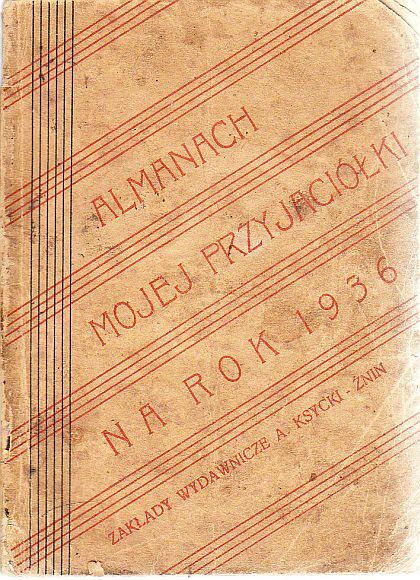 ALMANACH
MOJEJ PRZYJACIÓŁKI
NA ROK 1936
ZAKŁADY WYDAWNICZE A. KSYCKI - ŻNIN